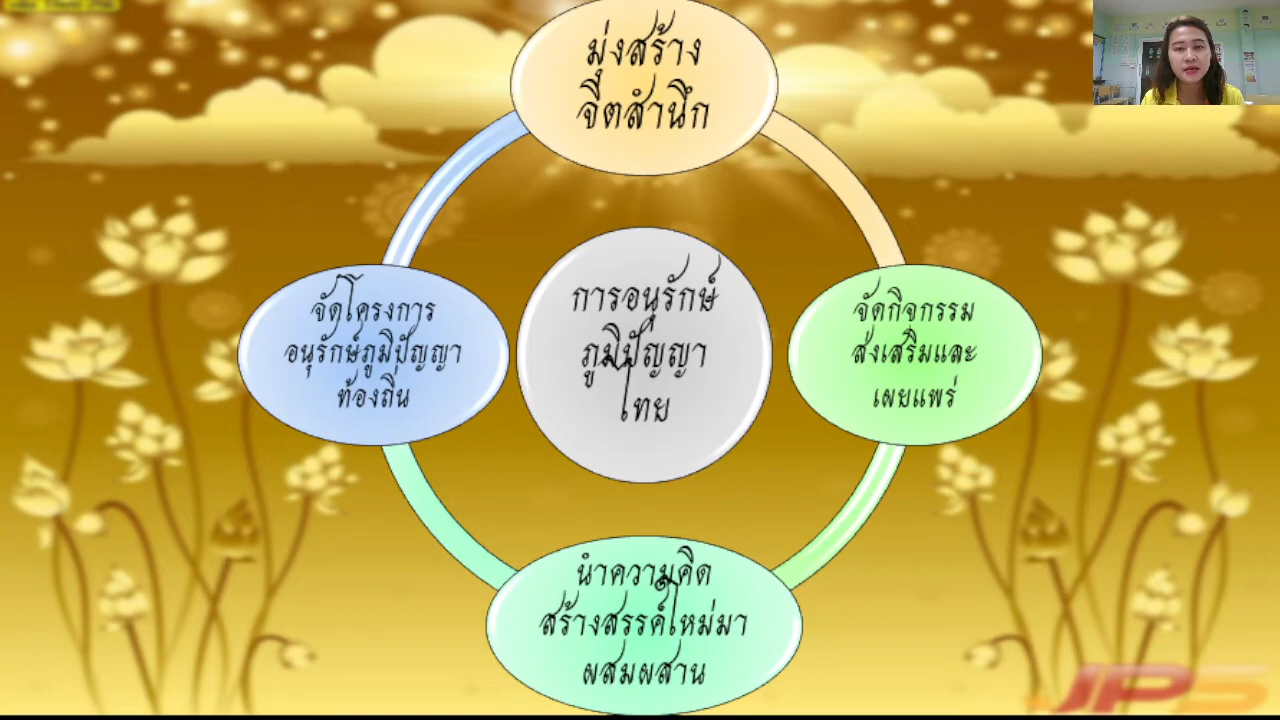 มุ่งสร้าง
จิตสำนึก
การอนุรักษ์
ภูมิปัญญา
ไทย
จัดโครงการ
อนุรักษ์ภูมิปัญญา
ท้องถิ่น
จัดกิจกรรม
ส่งเสริมและ
เผยแพร่
นำความคิด
สร้างสรรค์ใหม่มา
ผสมผสาน
JPS